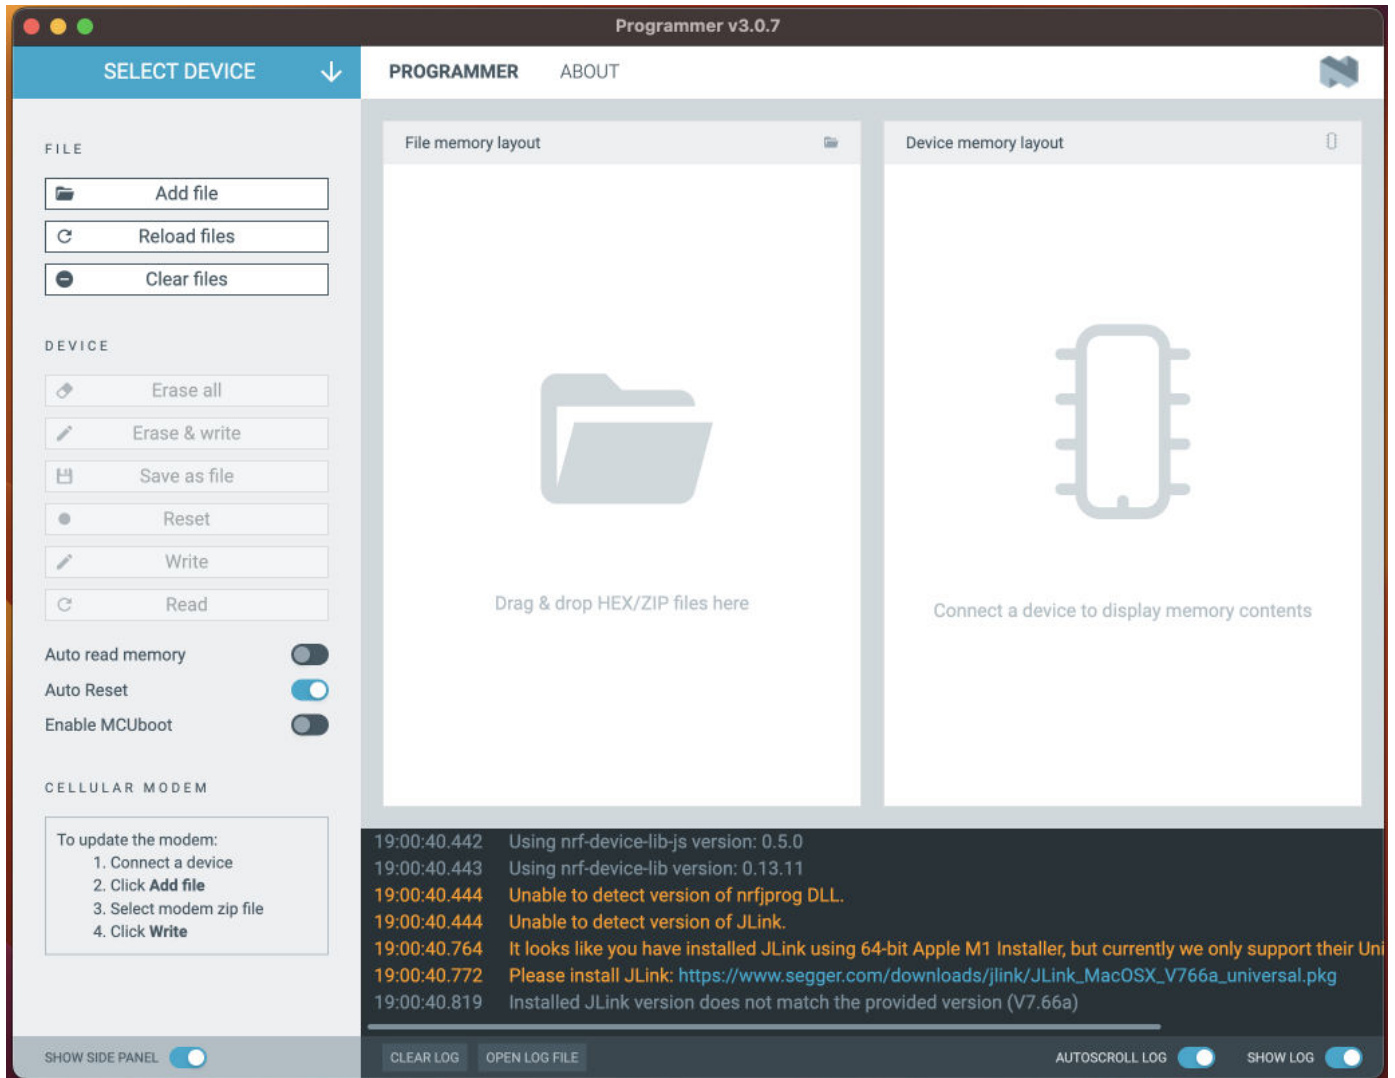 Programmer v3.0.7
SELECT DEVICE
PROGRAMMER
ABOUT
FILE
Add file
Reload files
Clear files
DEVICE
Erase all
Erase & write
Save as file
Reset
Write
Read
Auto read memory
Auto Reset
Enable MCUboot
CELLULAR MODEM
To update the modem:
1. Connect a device
2. Click Add file
3. Select modem zip file
4. Click Write
SHOW SIDE PANEL
File memory layout
Drag & drop HEX/ZIP files here
Device memory layout
Connect a device to display memory contents
19:00:40.442 Using nrf-device-lib-js version: 0.5.0
19:00:40.443 Using nrf-device-lib version: 0.13.11
19:00:40.444 Unable to detect version of nrfjprog DLL.
19:00:40.444 Unable to detect version of JLink.
19:00:40.764 It looks like you have installed JLink using 64-bit Apple M1 Installer, but currently we only support their Uni
19:00:40.772 Please install JLink: https://www.segger.com/downloads/jlink/JLink_MacOSX_V766a_universal.pkg
19:00:40.819 Installed JLink version does not match the provided version (V7.66a)
CLEAR LOG
OPEN LOG FILE
AUTOSCROLL LOG
SHOW LOG